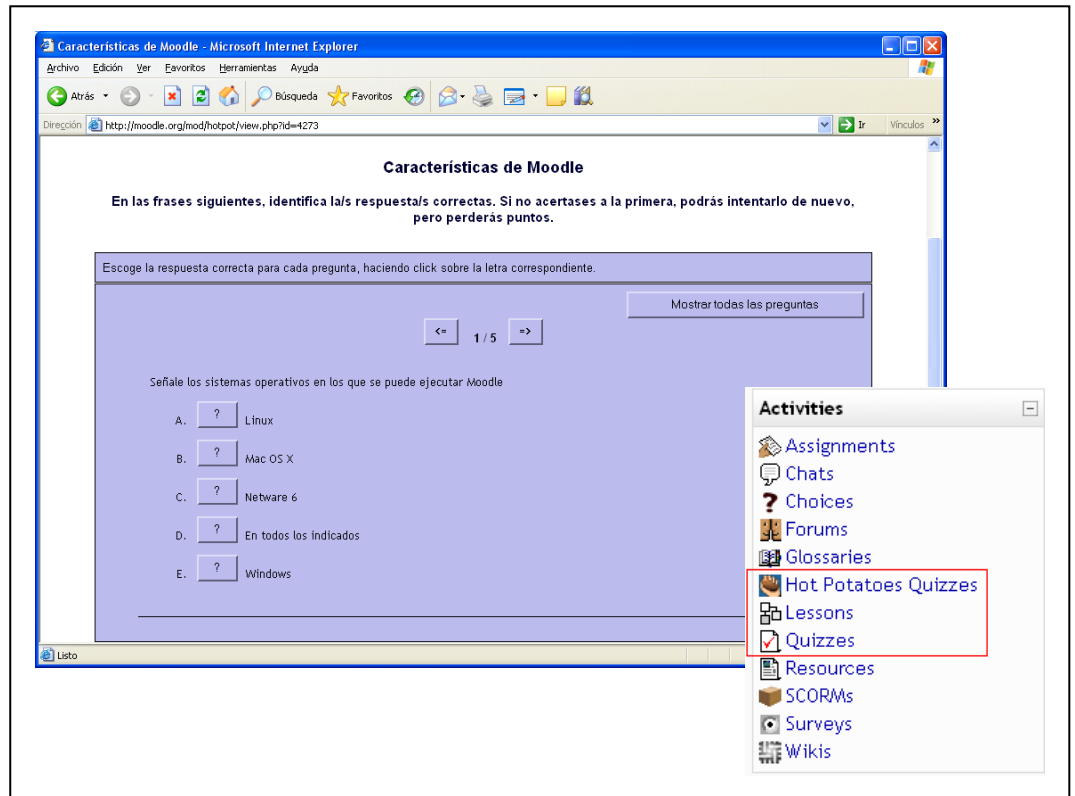 Características de Moodle - Microsoft Internet Explorer
Archivo Edición Ver Favoritos Herramientas Ayuda
Atrás Búsqueda Favoritos
Dirección http://moodle.org/mod/hotpot/view.php?id=4273 Ir Vínculos »
Características de Moodle
En las frases siguientes, identifica la/s respuesta/s correctas. Si no acertases a la primera, podrás intentarlo de nuevo,
pero perderás puntos.
Escoge la respuesta correcta para cada pregunta, haciendo click sobre la letra correspondiente.
Mostrar todas las preguntas
<= 1 / 5 =>
Señale los sistemas operativos en los que se puede ejecutar Moodle
A. ? Linux
B. ? Mac OS X
C. ? Netware 6
D. ? En todos los indicados
E. ? Windows
Listo
Activities
Assignments
Chats
Choices
Forums
Glossaries
Hot Potatoes Quizzes
Lessons
Quizzes
Resources
SCORMs
Surveys
Wikis